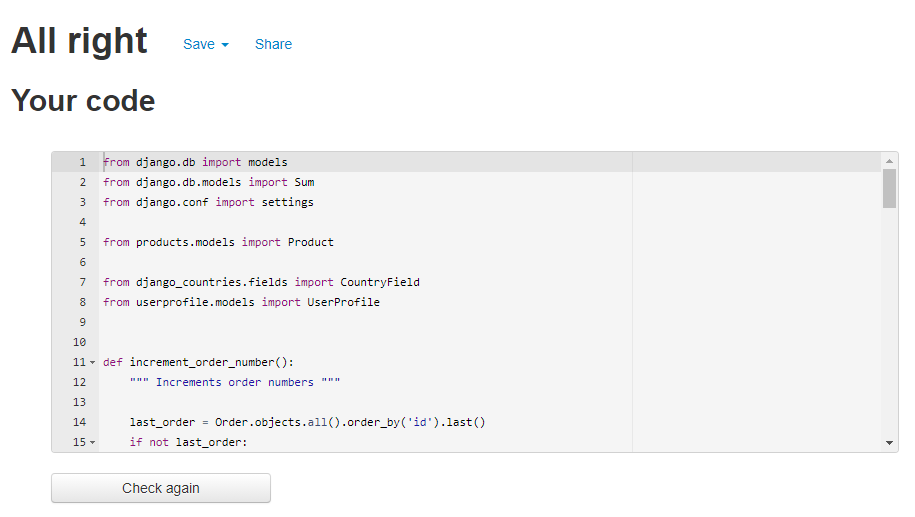 All right Save Share
Your code
1 from django.db import models
2 from django.db.models import Sum
3 from django.conf import settings
4
5 from products.models import Product
6
7 from django_countries.fields import CountryField
8 from userprofile.models import UserProfile
9
10
11 def increment_order_number():
12 """ Increments order numbers """
13
14 last_order = Order.objects.all().order_by('id').last()
15 if not last_order:
Check again